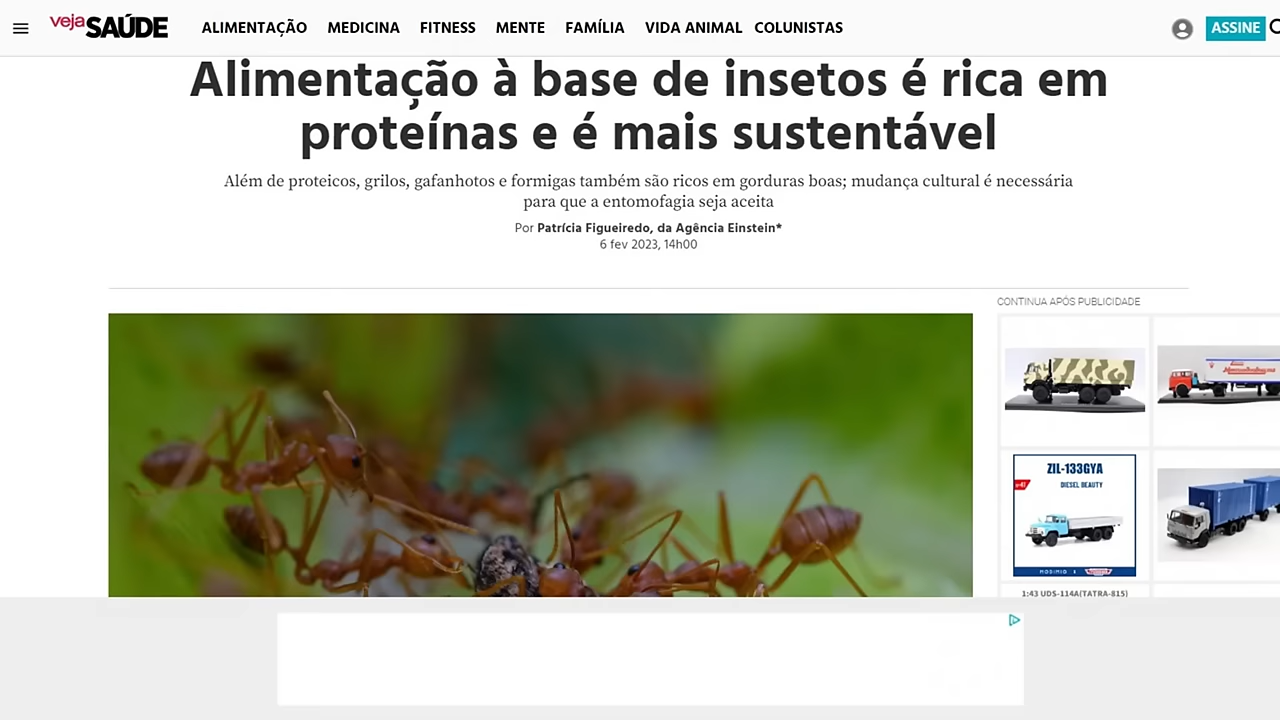 veja SAÚDE ALIMENTAÇÃO MEDICINA FITNESS MENTE FAMÍLIA VIDA ANIMAL COLUNISTAS ASSINE
Alimentação à base de insetos é rica em
proteínas e é mais sustentável
Além de proteicos, grilos, gafanhotos e formigas também são ricos em gorduras boas; mudança cultural é necessária
para que a entomofagia seja aceita
Por Patrícia Figueiredo, da Agência Einstein*
6 fev 2023, 14h00
CONTINUA APÓS PUBLICIDADE
ZIL-133GYA
DIESEL BEAUTY
MODIMIO
1:43 UDS-114A(TATRA-815)